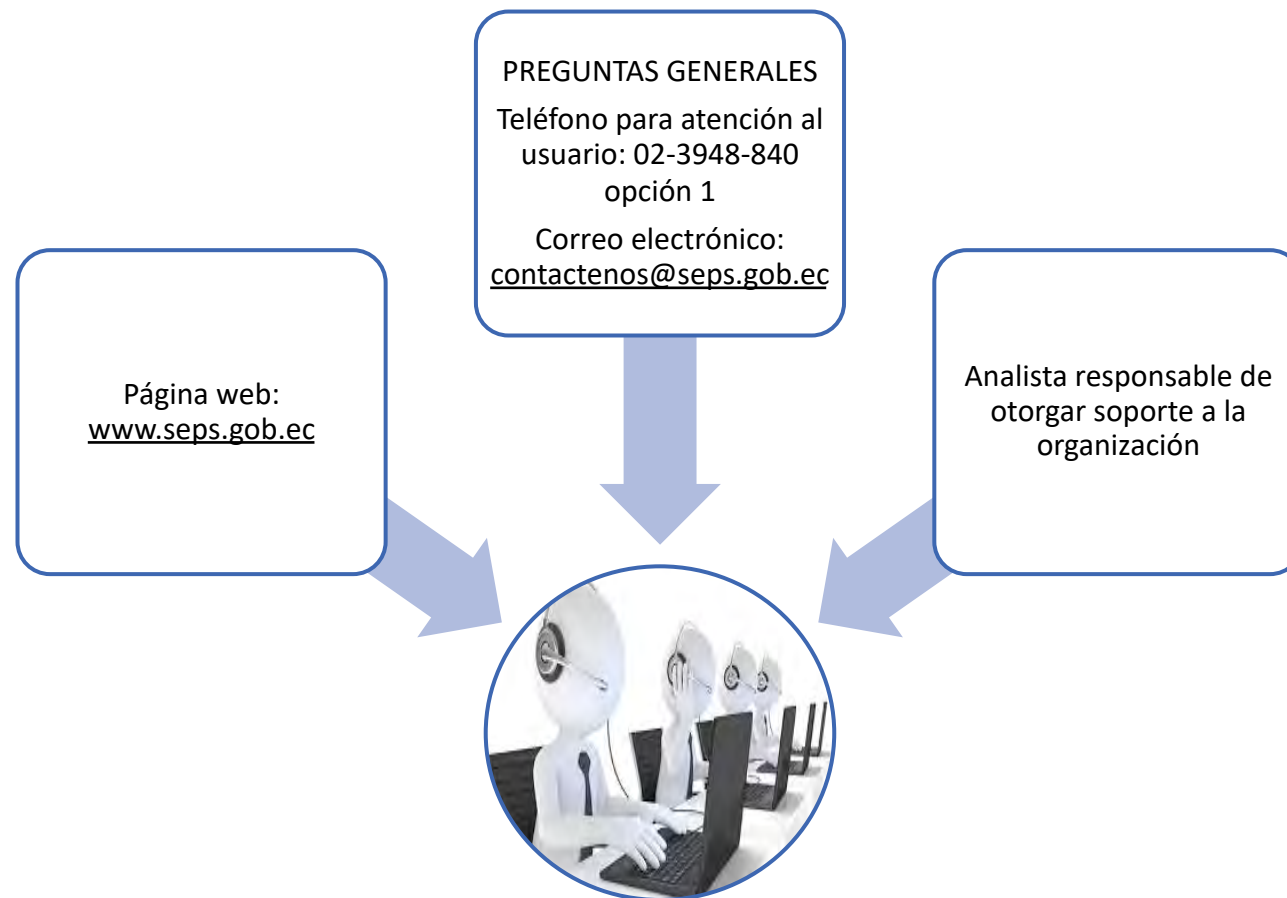 PREGUNTAS GENERALES
Teléfono para atención al
usuario: 02-3948-840
opción 1
Correo electrónico:
contactenos@seps.gob.ec
Página web:
www.seps.gob.ec
Analista responsable de
otorgar soporte a la
organización